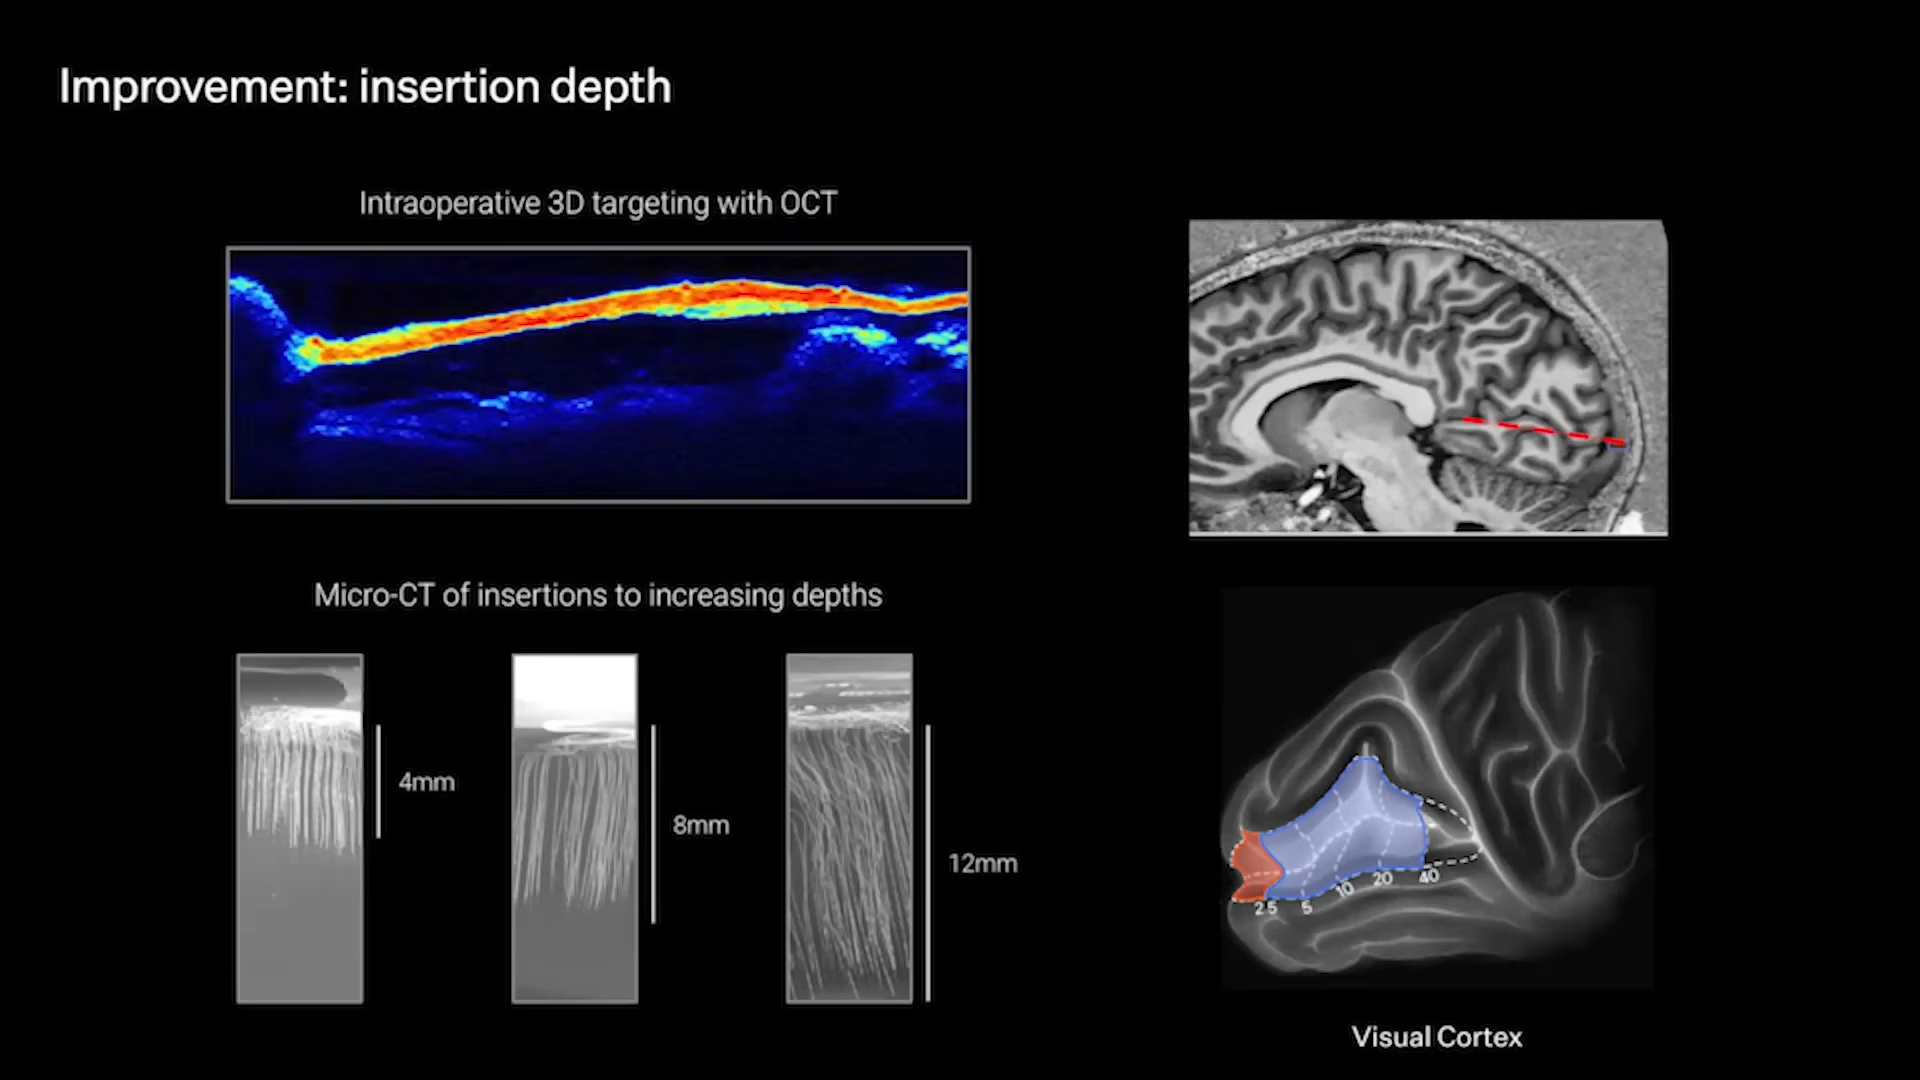 Improvement: insertion depth
Intraoperative 3D targeting with OCT
Micro-CT of insertions to increasing depths
4mm
8mm
12mm
2.5
5
10
20
40
Visual Cortex